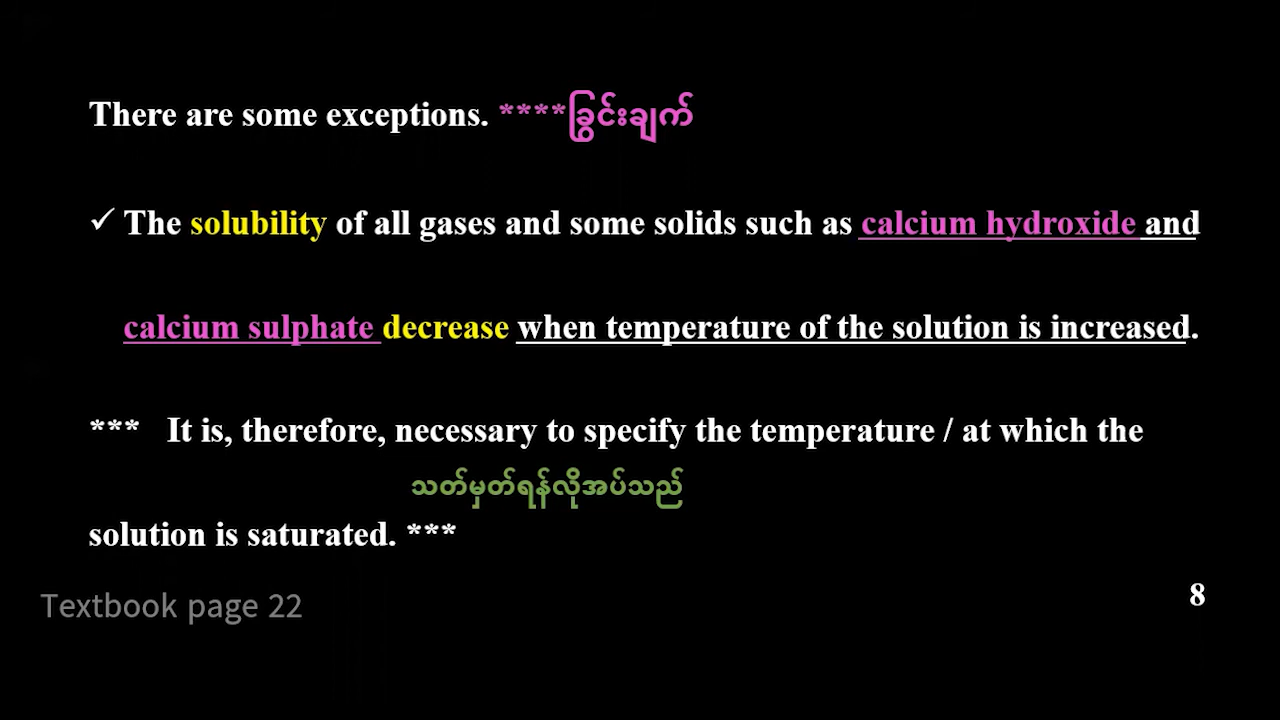 There are some exceptions. ****ခြွင်းချက်
✓ The solubility of all gases and some solids such as calcium hydroxide and
calcium sulphate decrease when temperature of the solution is increased.
*** It is, therefore, necessary to specify the temperature / at which the
သတ်မှတ်ရန်လိုအပ်သည်
solution is saturated. ***
Textbook page 22
8